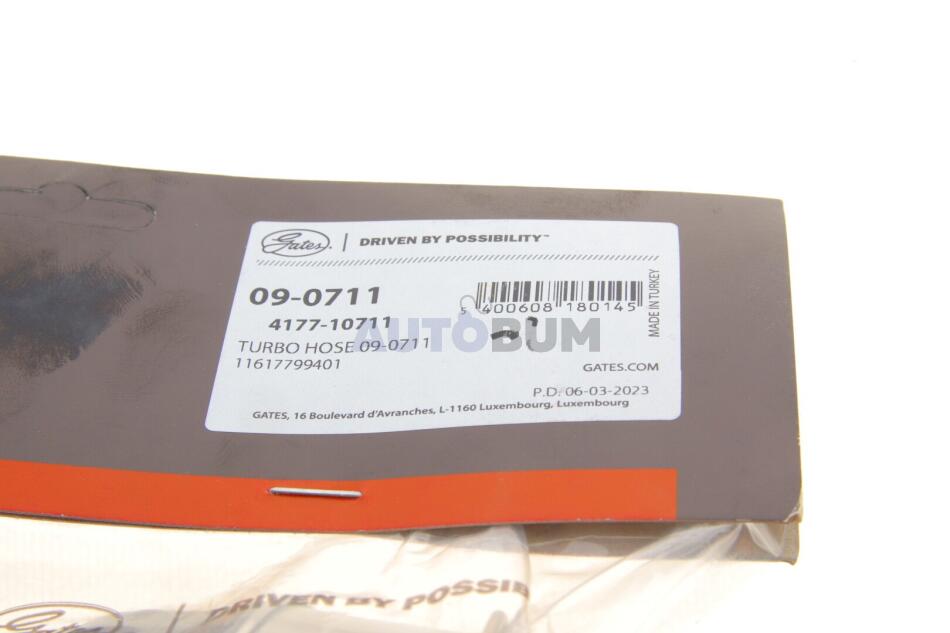 Gates. | DRIVEN BY POSSIBILITY™
09-0711
5 400608 180145
4177-10711
MADE IN TURKEY
AUTOBUM
TURBO HOSE 09-0711
11617799401
GATES.COM
P.D. 06-03-2023
GATES, 16 Boulevard d'Avranches, L-1160 Luxembourg, Luxembourg
Gates | DRIVEN BY POSSIB